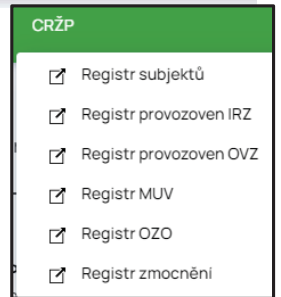 CRŽP
Registr subjektů
Registr provozoven IRZ
Registr provozoven OVZ
Registr MUV
Registr OZO
Registr zmocnění